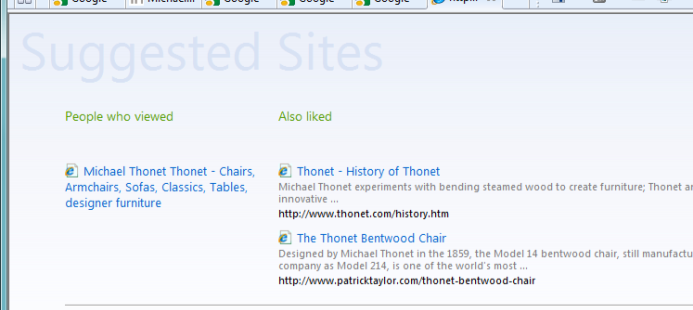 Google
Google
Google
Google
Suggested Sites
People who viewed
Also liked
Michael Thonet Thonet - Chairs,
Armchairs, Sofas, Classics, Tables,
designer furniture
Thonet - History of Thonet
Michael Thonet experiments with bending steamed wood to create furniture; Thonet
innovative ...
http://www.thonet.com/history.htm
The Thonet Bentwood Chair
Designed by Michael Thonet in the 1859, the Model 14 bentwood chair, still manufactu
company as Model 214, is one of the world's most ...
http://www.patricktaylor.com/thonet-bentwood-chair